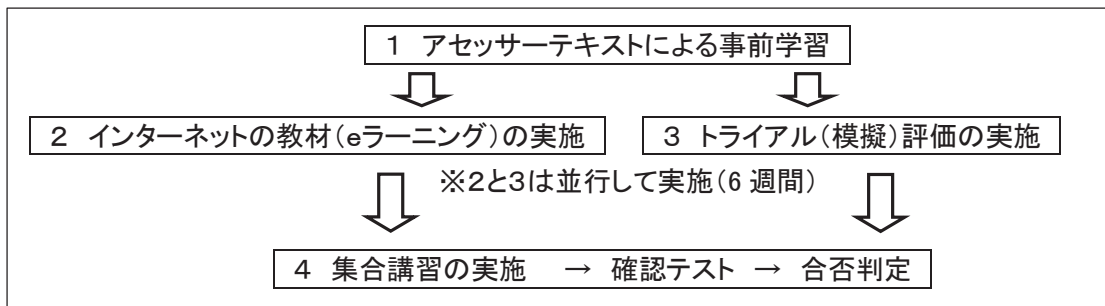 １ アセッサーテキストによる事前学習
２ インターネットの教材（eラーニング）の実施
３ トライアル（模擬）評価の実施
※２と３は並行して実施（6 週間）
４ 集合講習の実施 → 確認テスト → 合否判定